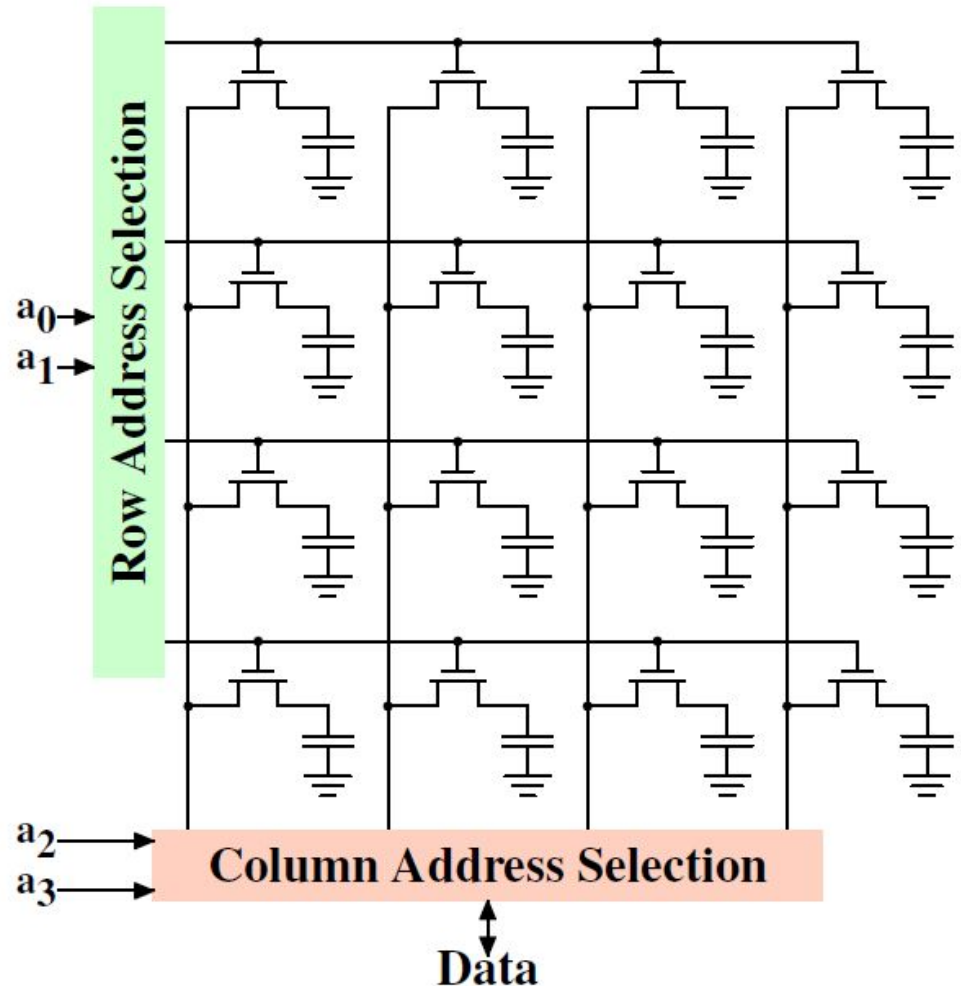 Row Address Selection
a0
a1
a2
a3
Column Address Selection
Data